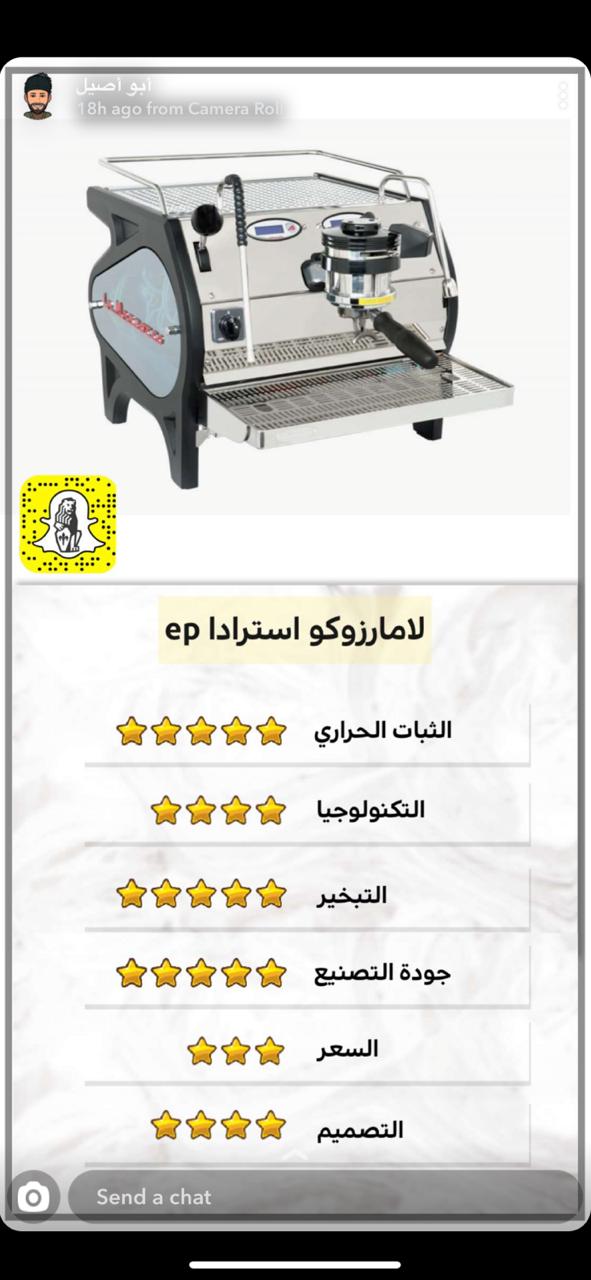 أبو أصيل
18h ago from Camera Roll
لامارزوكو استرادا ep
الثبات الحراري
التكنولوجيا
التبخير
جودة التصنيع
السعر
التصميم
Send a chat